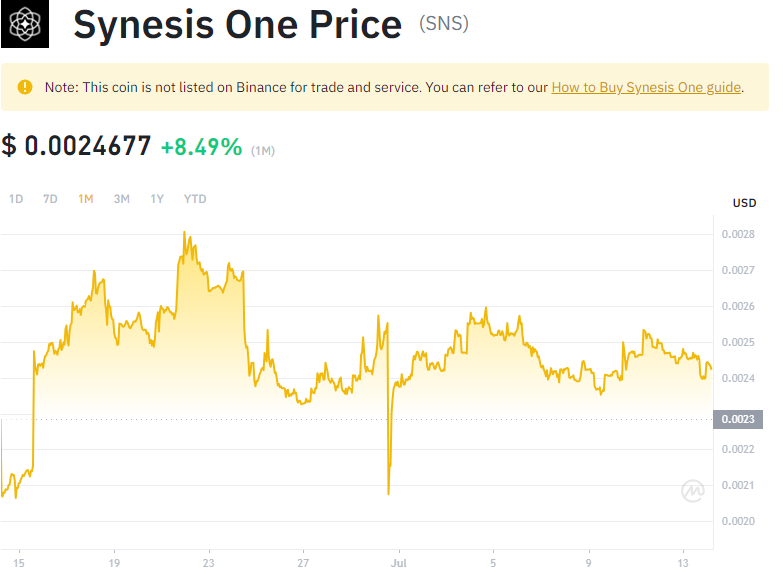 Synesis One Price (SNS)
Note: This coin is not listed on Binance for trade and service. You can refer to our How to Buy Synesis One guide.
$ 0.0024677 +8.49% (1M)
1D 7D 1M 3M 1Y YTD
USD
0.0028
0.0027
0.0026
0.0025
0.0024
0.0023
0.0022
0.0021
0.0020
15 19 23 27 Jul 5 9 13